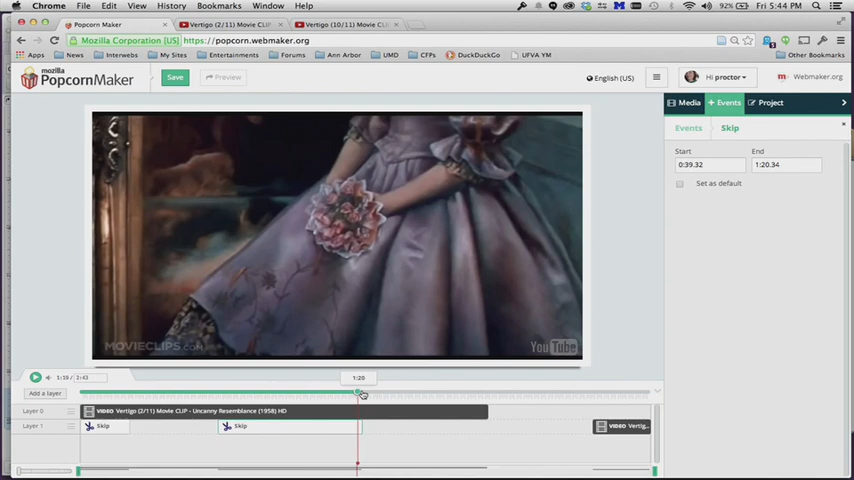 Chrome File Edit View History Bookmarks Window Help 92% Fri 5:44 PM
Popcorn Maker Vertigo (2/11) Movie CLIP Vertigo (10/11) Movie CLIP
Mozilla Corporation [US] https://popcorn.webmaker.org
Apps News Interwebs My Sites Entertainments Forums Ann Arbor UMD CFPs DuckDuckGo UFVA YM Other Bookmarks
mozilla
PopcornMaker Save Preview English (US) Hi proctor Webmaker.org
Media + Events Project
Events Skip
Start End
0:39.32 1:20.34
Set as default
MOVIECLIPS.COM YouTube
1:19 / 2:43 1:20
Add a layer
Layer 0 VIDEO Vertigo (2/11) Movie CLIP - Uncanny Resemblance (1958) HD
Layer 1 Skip Skip VIDEO Vertig...